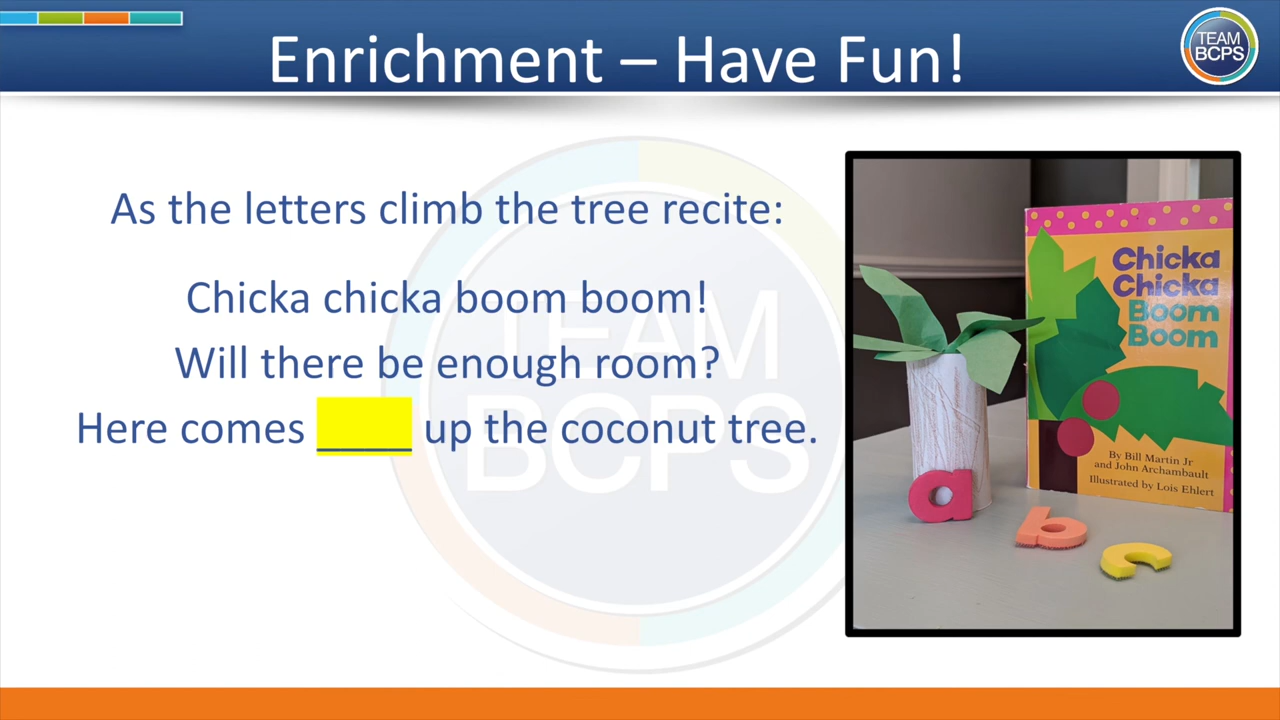 Enrichment – Have Fun!
TEAM
BCPS
As the letters climb the tree recite:
Chicka chicka boom boom!
Will there be enough room?
Here comes ____ up the coconut tree.
TEAM
BCPS
Chicka
Chicka
Boom
Boom
By Bill Martin Jr
and John Archambault
Illustrated by Lois Ehlert
a
b
c